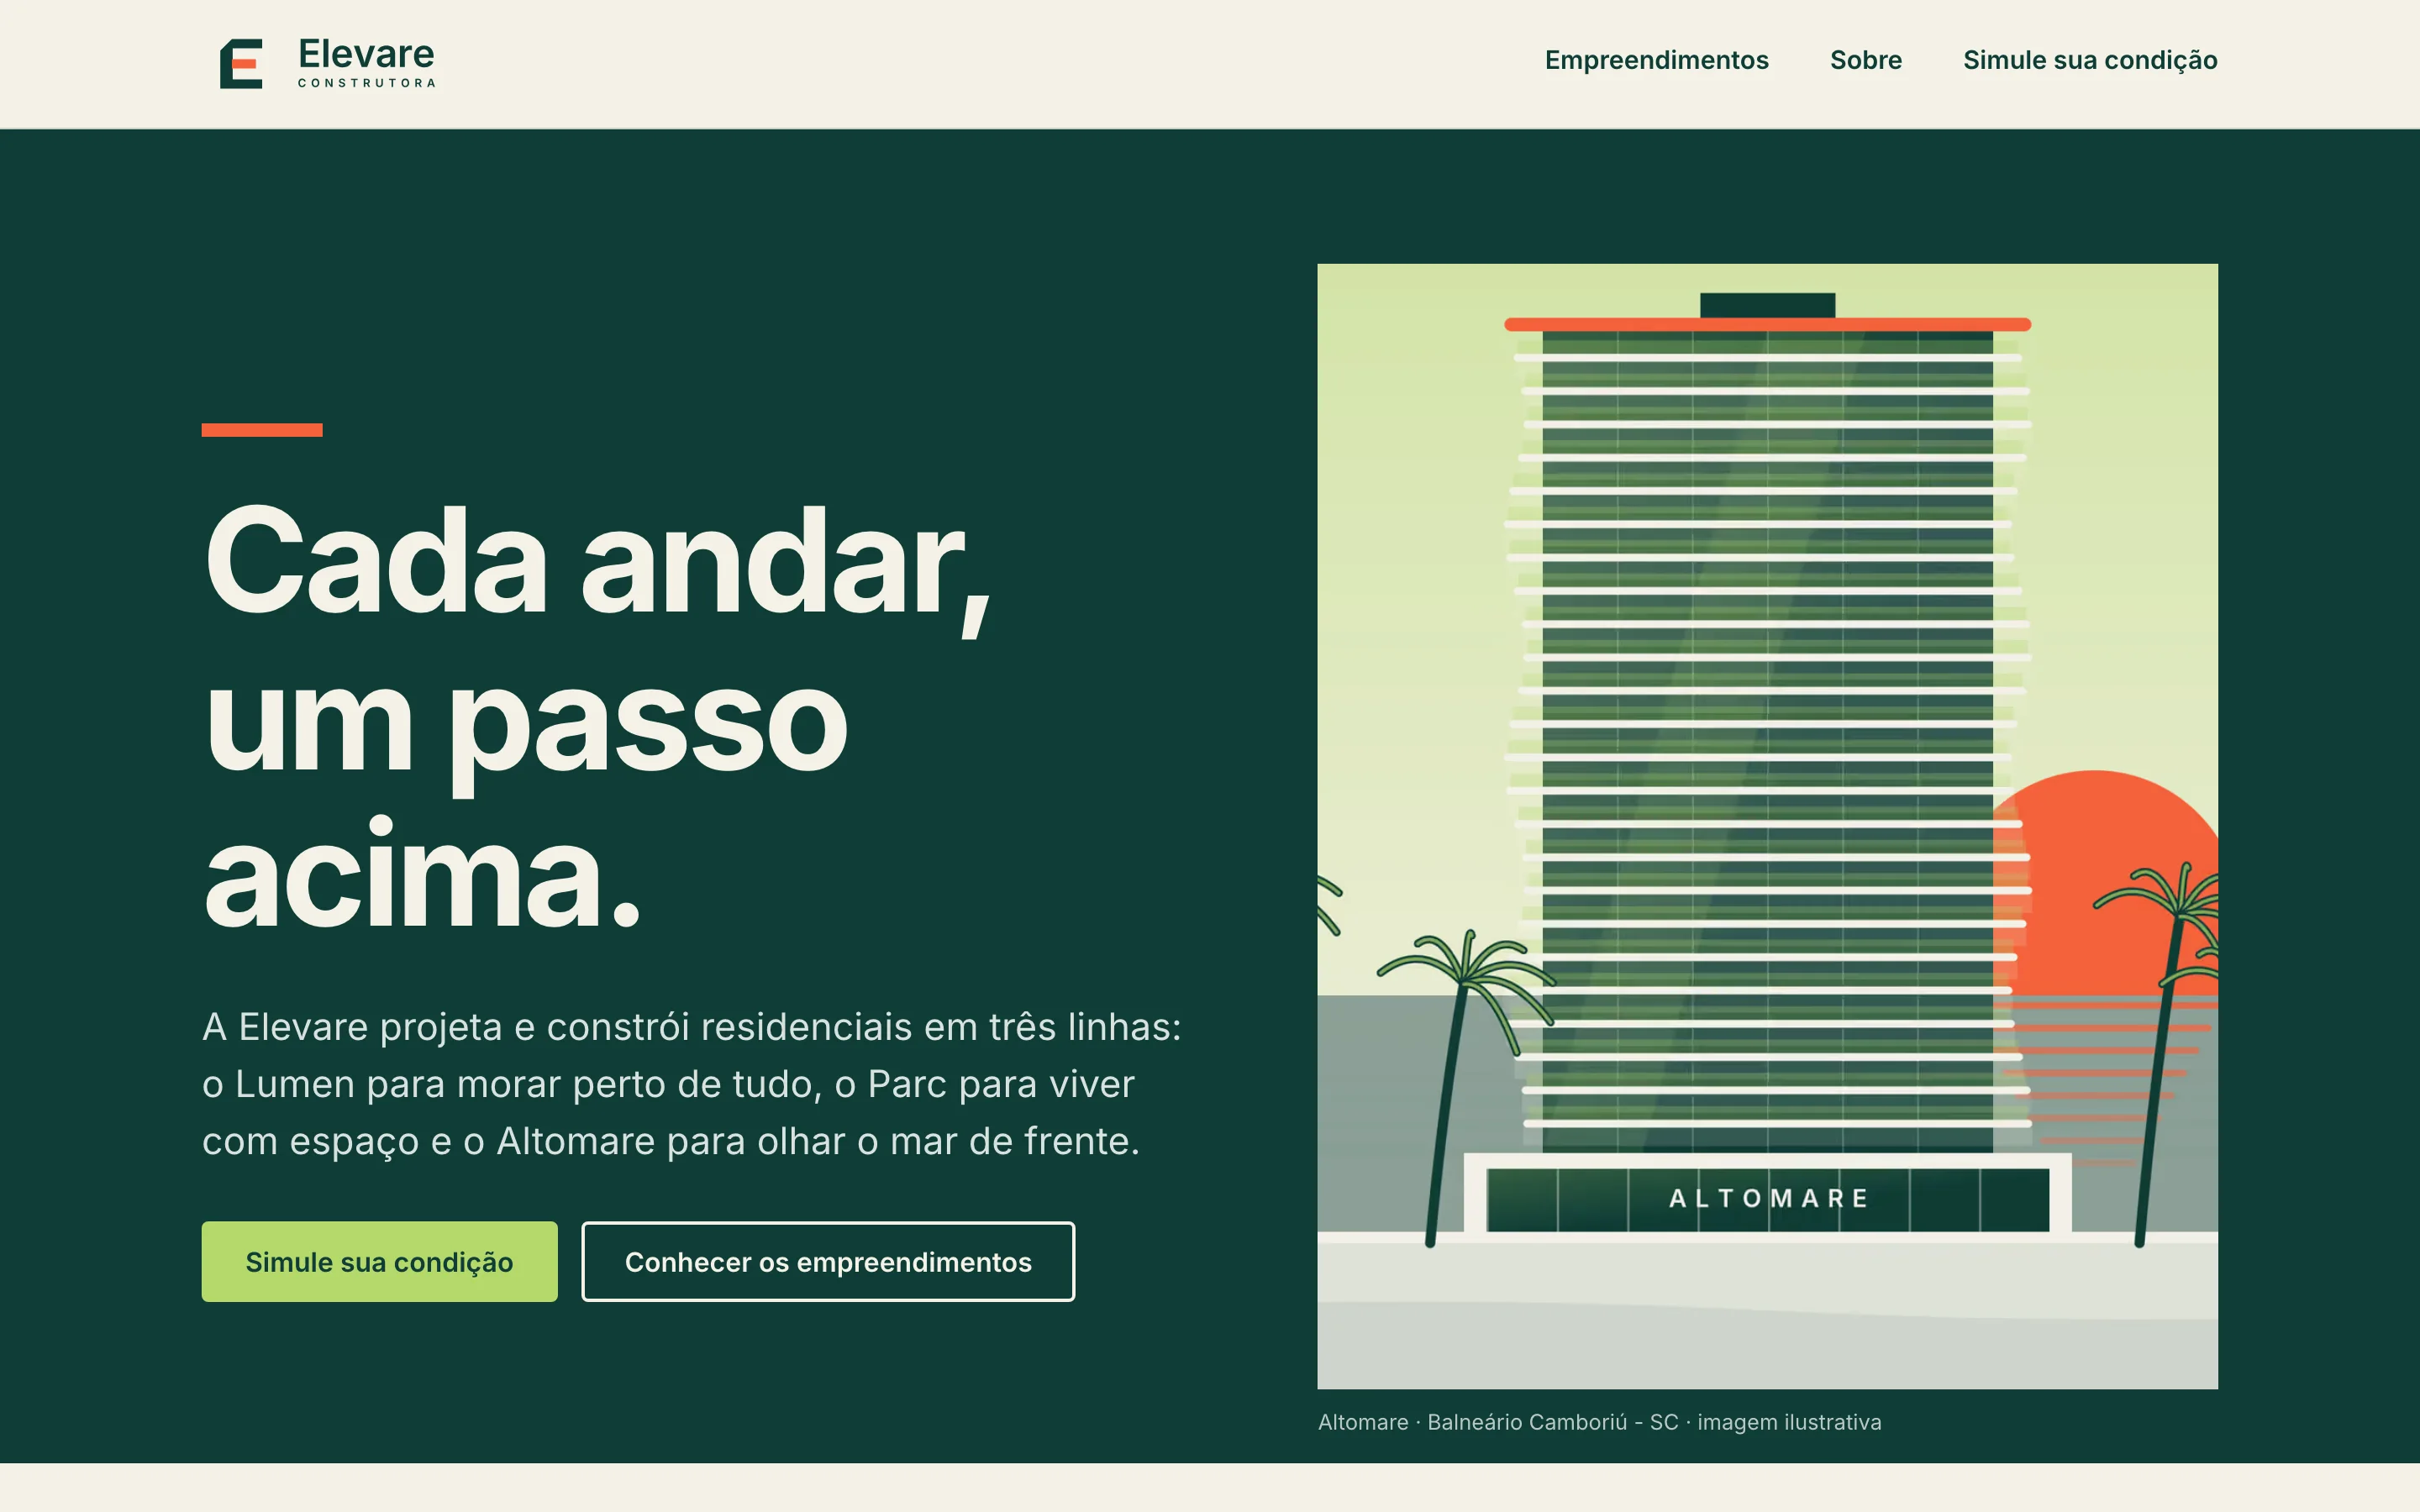 Elevare
CONSTRUTORA
Empreendimentos
Sobre
Simule sua condição
Cada andar,
um passo
acima.
A Elevare projeta e constrói residenciais em três linhas:
o Lumen para morar perto de tudo, o Parc para viver
com espaço e o Altomare para olhar o mar de frente.
Simule sua condição
Conhecer os empreendimentos
ALTOMARE
Altomare · Balneário Camboriú - SC · imagem ilustrativa